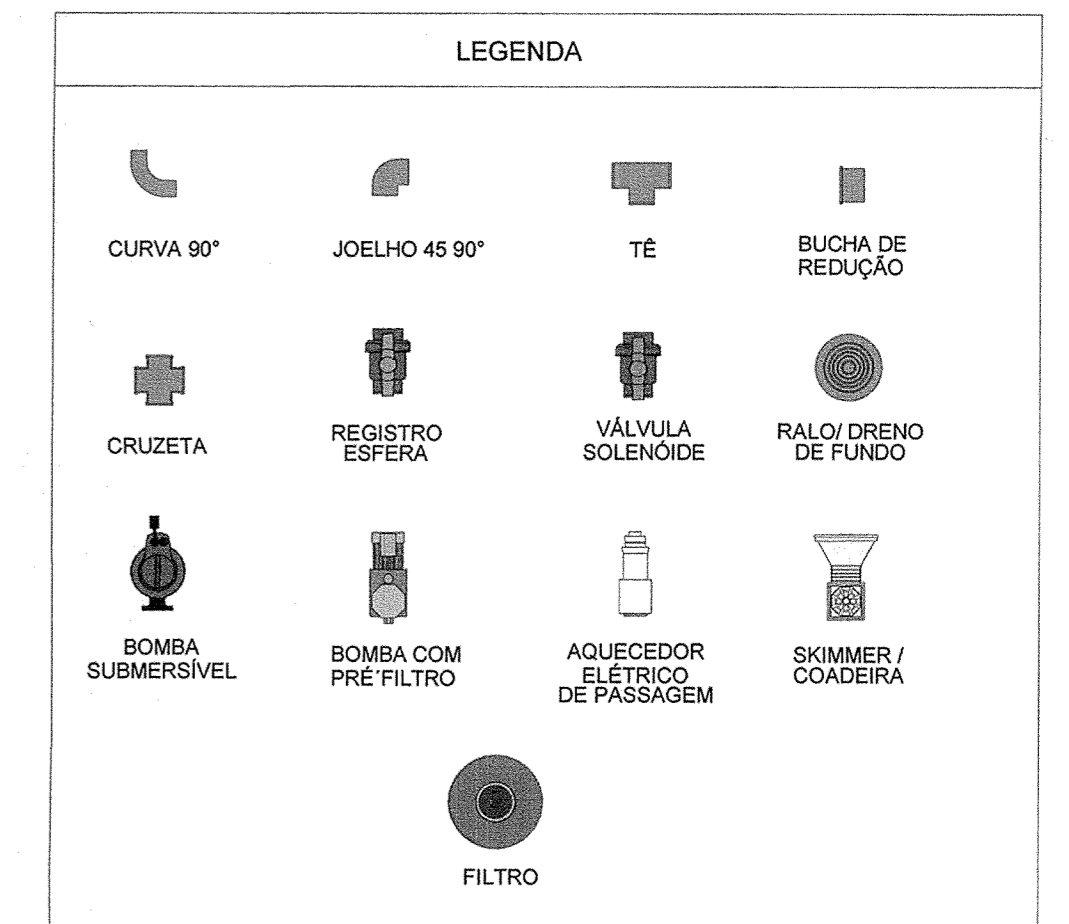 LEGENDA
CURVA 90°
JOELHO 45 90°
TÊ
BUCHA DE
REDUÇÃO
CRUZETA
REGISTRO
ESFERA
VÁLVULA
SOLENÓIDE
RALO/ DRENO
DE FUNDO
BOMBA
SUBMERSÍVEL
BOMBA COM
PRÉ´FILTRO
AQUECEDOR
ELÉTRICO
DE PASSAGEM
SKIMMER /
COADEIRA
FILTRO